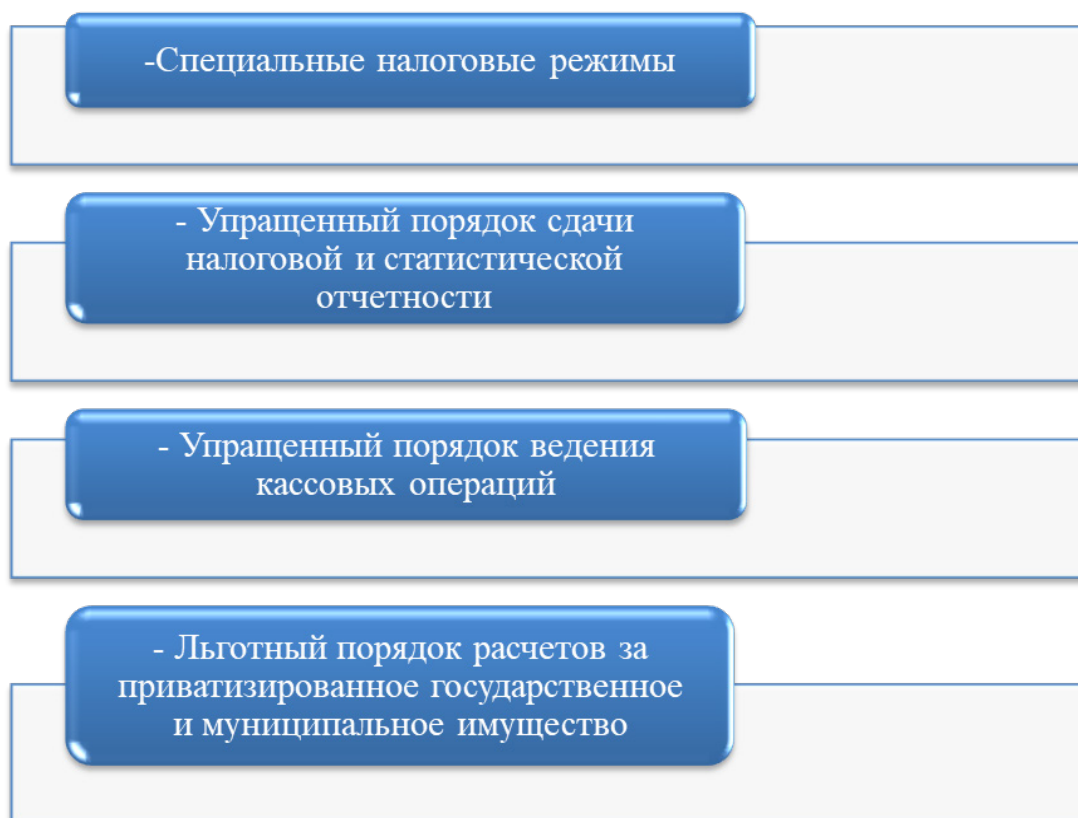 -Специальные налоговые режимы
- Упращенный порядок сдачи
налоговой и статистической
отчетности
- Упращенный порядок ведения
кассовых операций
- Льготный порядок расчетов за
приватизированное государственное
и муниципальное имущество